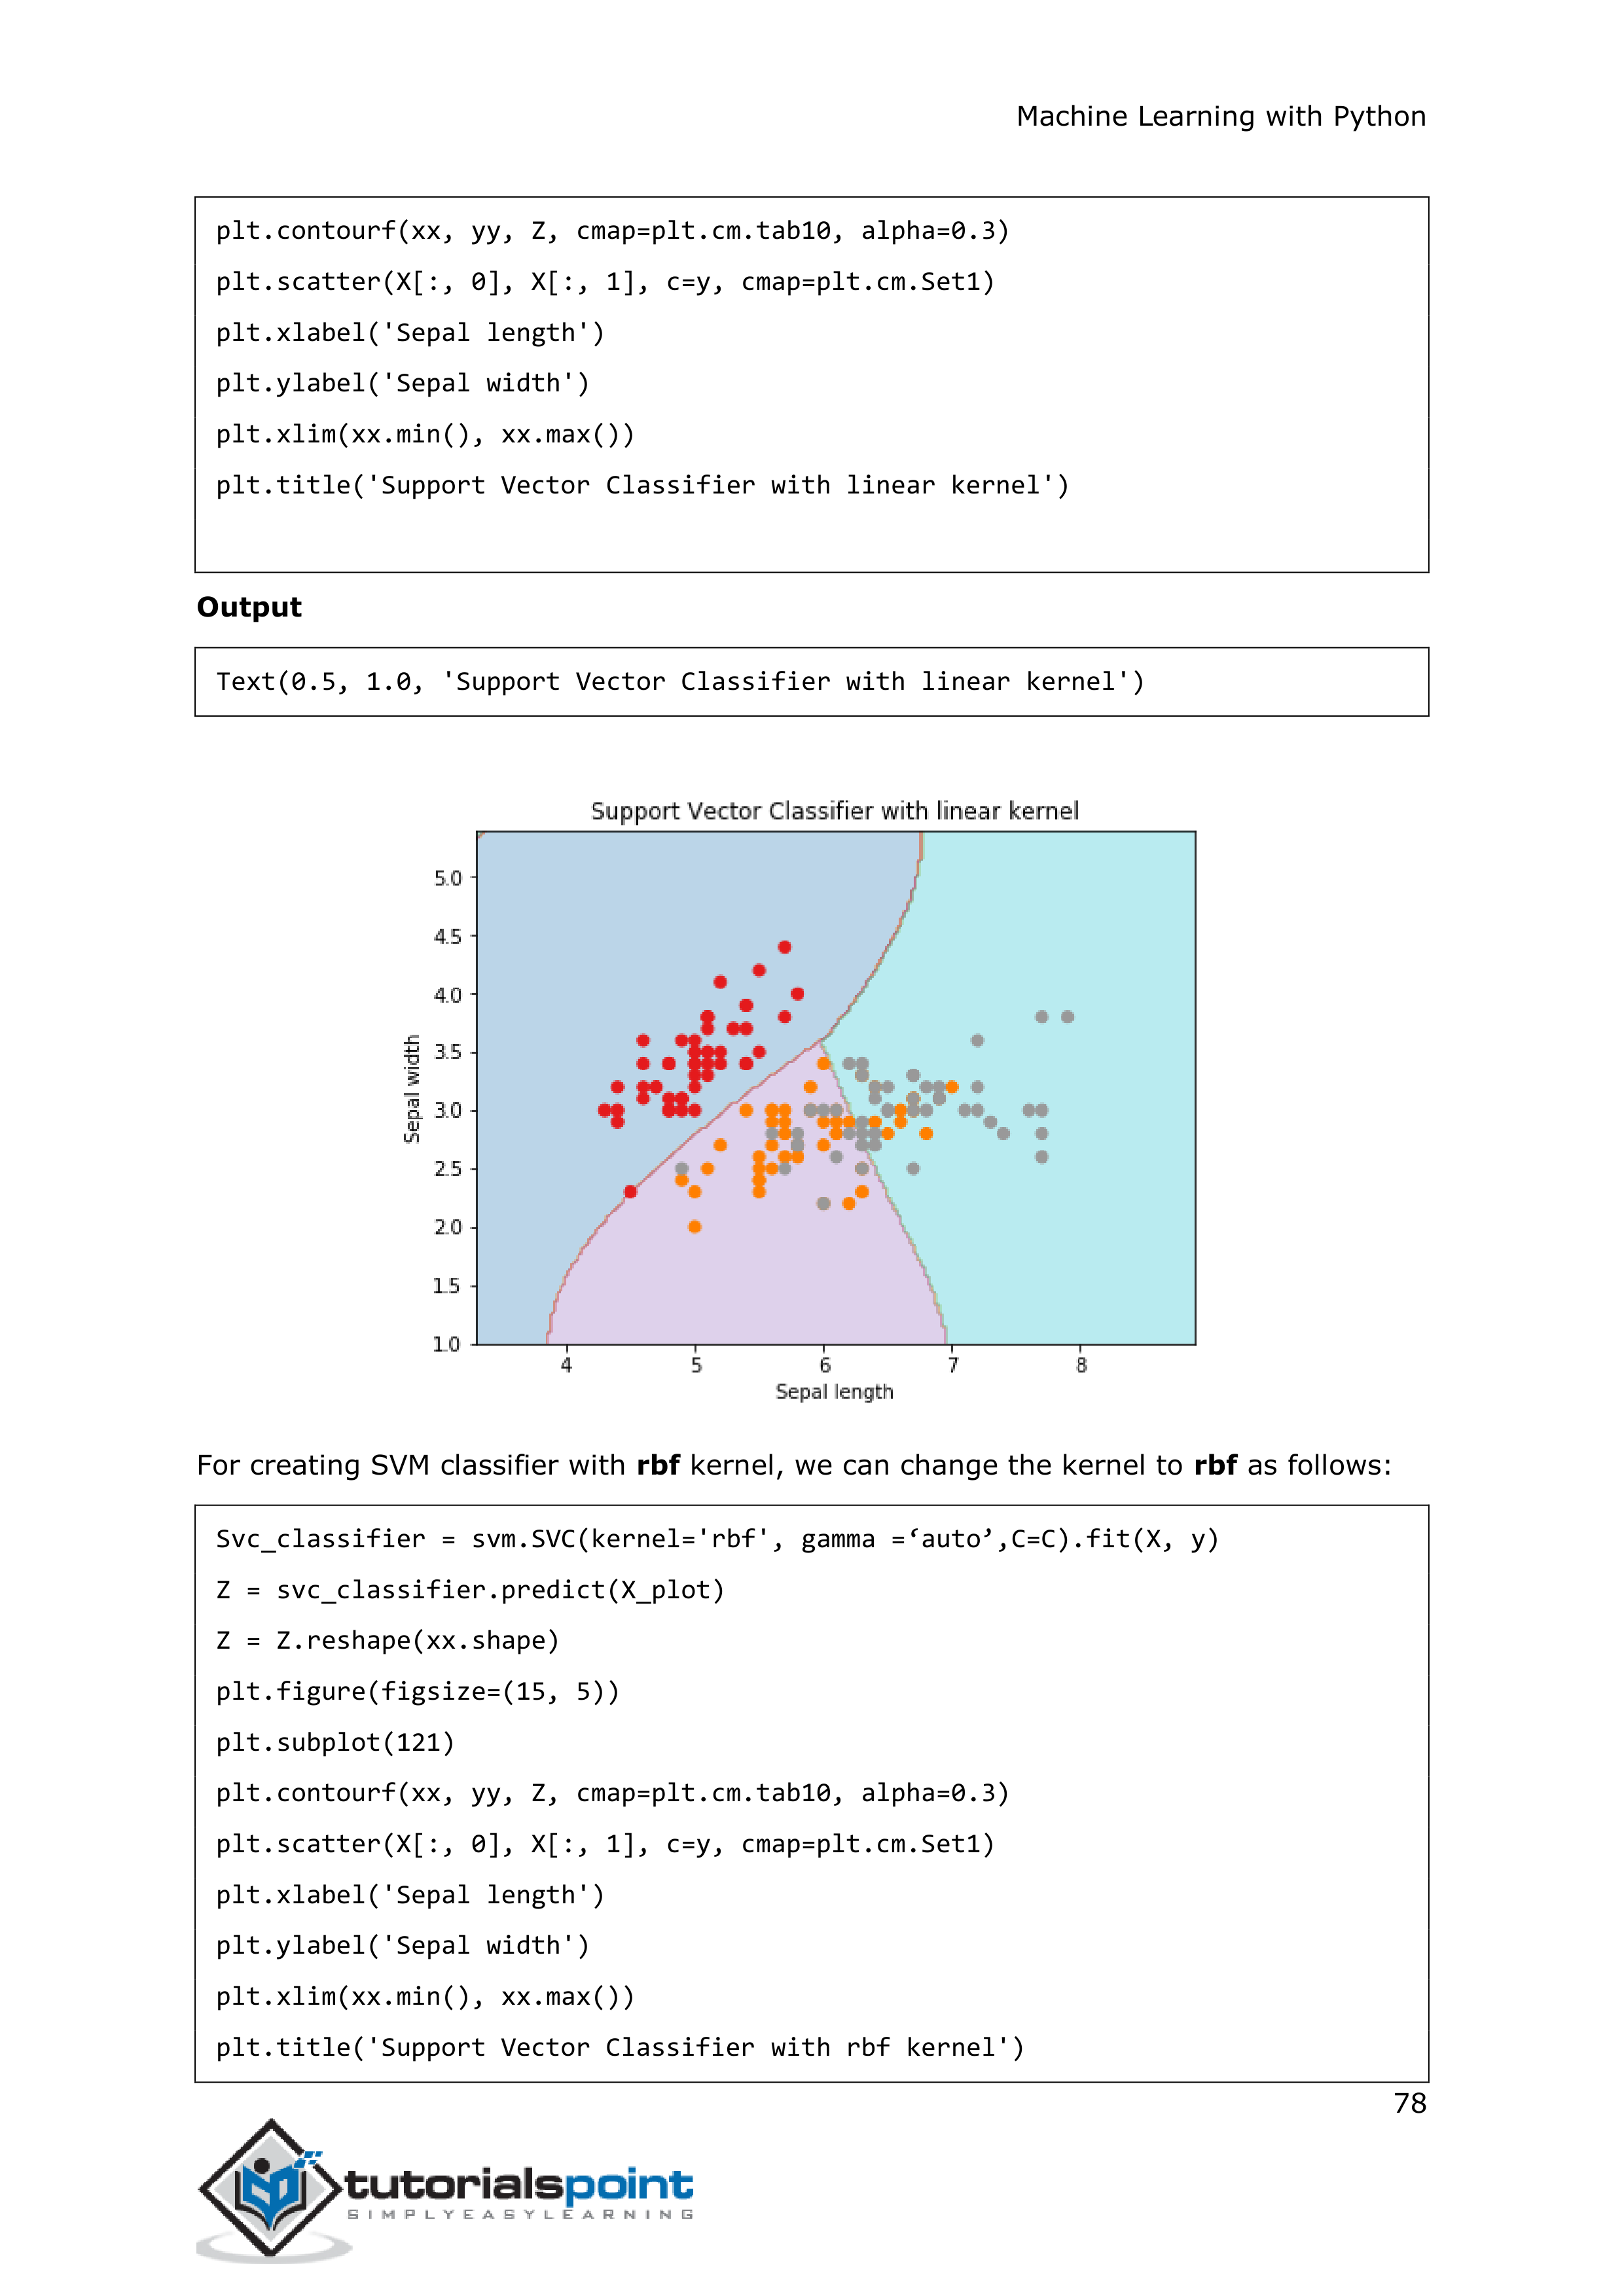 Machine Learning with Python
plt.contourf(xx, yy, Z, cmap=plt.cm.tab10, alpha=0.3)
plt.scatter(X[:, 0], X[:, 1], c=y, cmap=plt.cm.Set1)
plt.xlabel('Sepal length')
plt.ylabel('Sepal width')
plt.xlim(xx.min(), xx.max())
plt.title('Support Vector Classifier with linear kernel')
Output
Text(0.5, 1.0, 'Support Vector Classifier with linear kernel')
Support Vector Classifier with linear kernel
5.0
4.5
4.0
3.5
3.0
2.5
2.0
1.5
1.0
Sepal width
4 5 6 7 8
Sepal length
For creating SVM classifier with rbf kernel, we can change the kernel to rbf as follows:
Svc_classifier = svm.SVC(kernel='rbf', gamma =‘auto’,C=C).fit(X, y)
Z = svc_classifier.predict(X_plot)
Z = Z.reshape(xx.shape)
plt.figure(figsize=(15, 5))
plt.subplot(121)
plt.contourf(xx, yy, Z, cmap=plt.cm.tab10, alpha=0.3)
plt.scatter(X[:, 0], X[:, 1], c=y, cmap=plt.cm.Set1)
plt.xlabel('Sepal length')
plt.ylabel('Sepal width')
plt.xlim(xx.min(), xx.max())
plt.title('Support Vector Classifier with rbf kernel')
78
tutorialspoint
SIMPLYEASYLEARNING